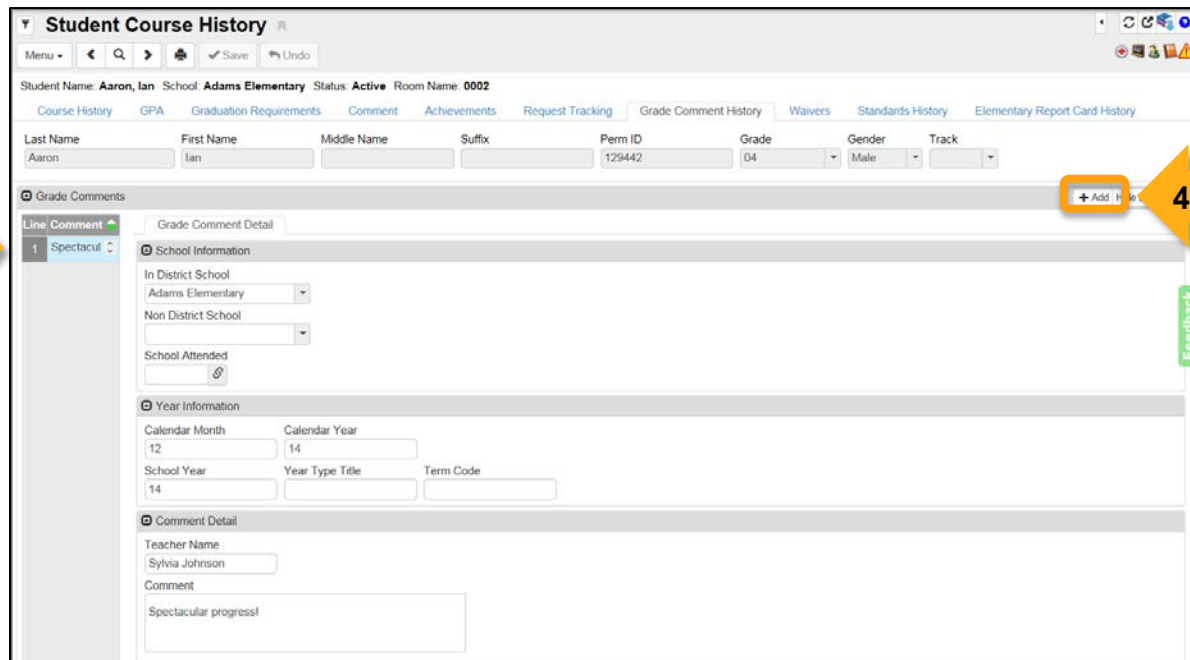 Student Course History
Menu Save Undo
Student Name: Aaron, Ian School: Adams Elementary Status: Active Room Name: 0002
Course History GPA Graduation Requirements Comment Achievements Request Tracking Grade Comment History Waivers Standards History Elementary Report Card History
Last Name First Name Middle Name Suffix Perm ID Grade Gender Track
Aaron Ian 129442 04 Male
Grade Comments + Add
4
Line Comment Grade Comment Detail
1 Spectacul School Information
In District School
Adams Elementary
Non District School
School Attended
Feedback
Year Information
Calendar Month Calendar Year
12 14
School Year Year Type Title Term Code
14
Comment Detail
Teacher Name
Sylvia Johnson
Comment
Spectacular progress!